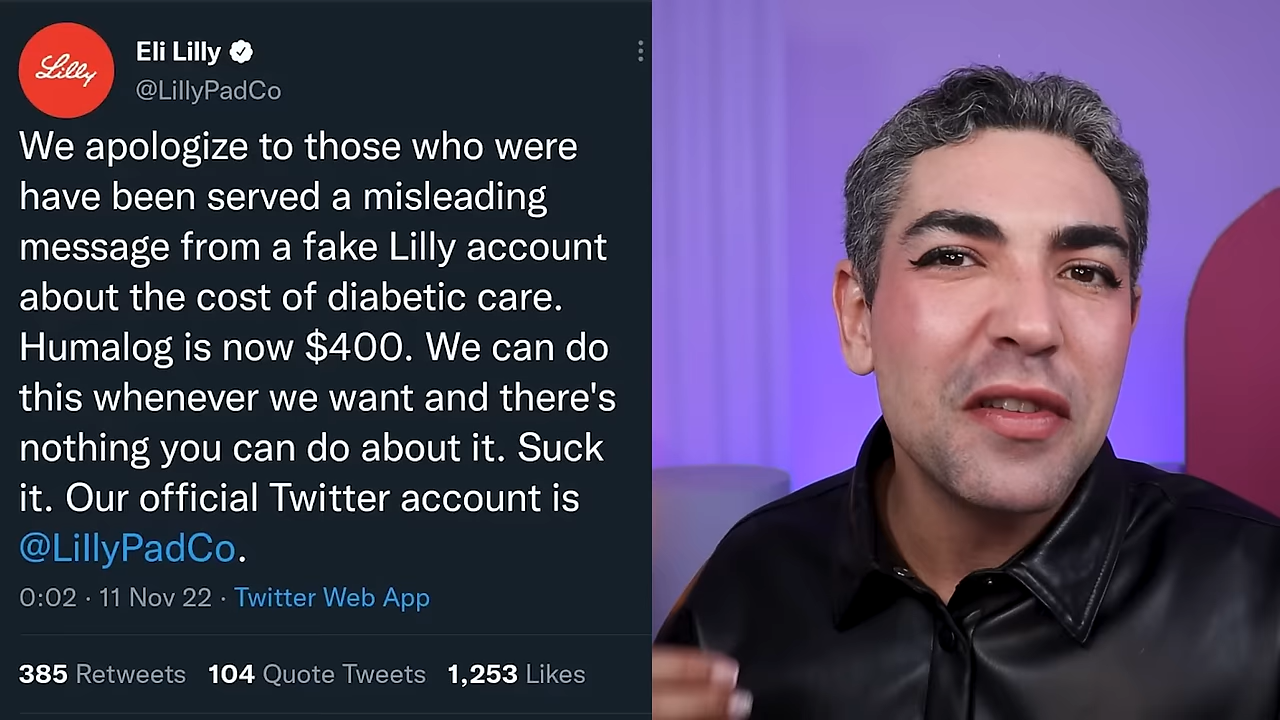 Lilly
Eli Lilly
@LillyPadCo
We apologize to those who were
have been served a misleading
message from a fake Lilly account
about the cost of diabetic care.
Humalog is now $400. We can do
this whenever we want and there's
nothing you can do about it. Suck
it. Our official Twitter account is
@LillyPadCo.
0:02 · 11 Nov 22 · Twitter Web App
385 Retweets 104 Quote Tweets 1,253 Likes